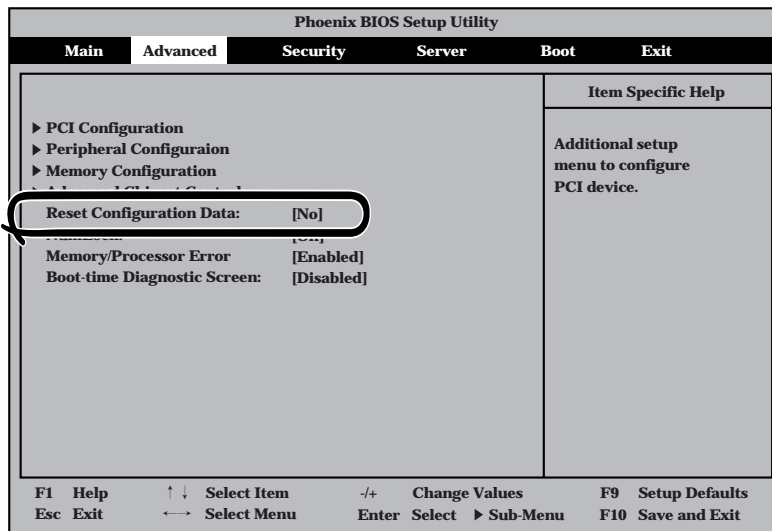 Phoenix BIOS Setup Utility
Main Advanced Security Server Boot Exit
Item Specific Help
Additional setup
menu to configure
PCI device.
▶ PCI Configuration
▶ Peripheral Configuraion
▶ Memory Configuration
Reset Configuration Data: [No]
Memory/Processor Error [Enabled]
Boot-time Diagnostic Screen: [Disabled]
F1 Help ↑↓ Select Item -/+ Change Values F9 Setup Defaults
Esc Exit ←→ Select Menu Enter Select ▶ Sub-Menu F10 Save and Exit